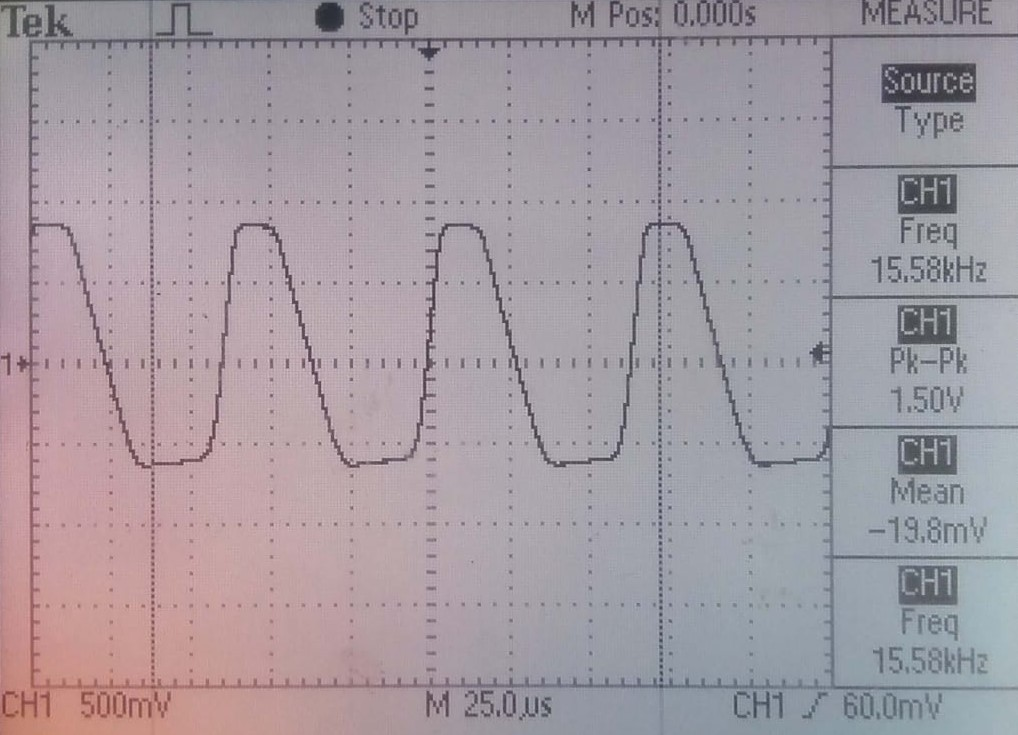 Tek Stop M Pos: 0.000s MEASURE
Source
Type
CH1
Freq
15.58kHz
CH1
Pk-Pk
1.50V
1
CH1
Mean
-19.8mV
CH1
Freq
15.58kHz
CH1 500mV M 25.0us CH1 60.0mV